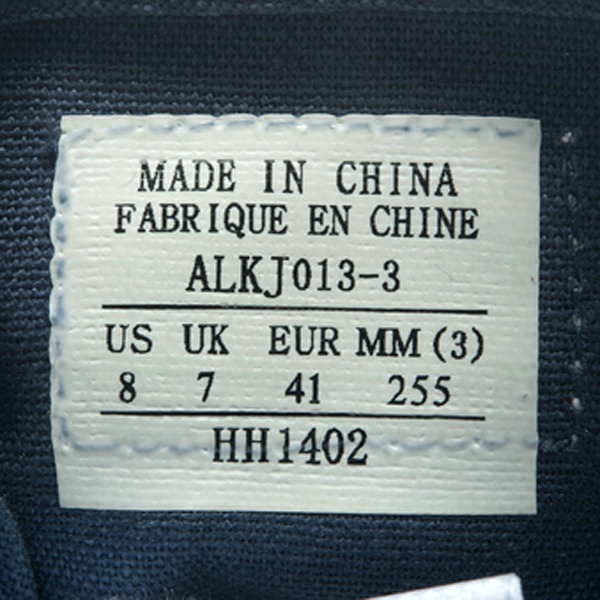 MADE IN CHINA
FABRIQUE EN CHINE
ALKJ013-3
US UK EUR MM (3)
8 7 41 255
HH1402